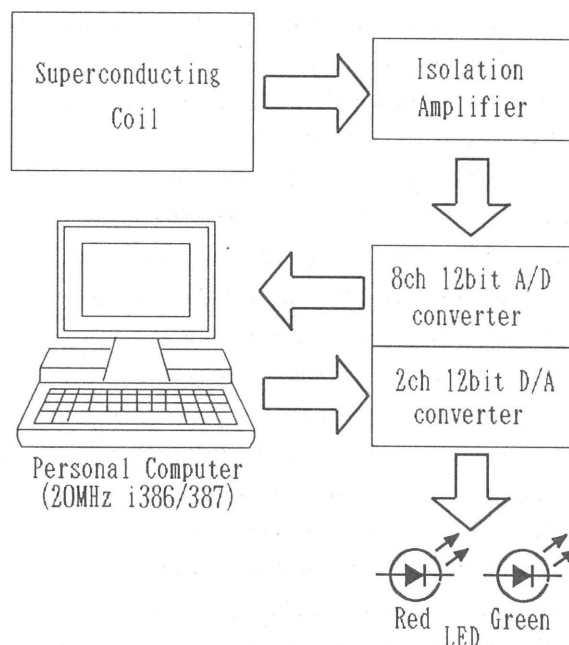 Superconducting
Coil
Isolation
Amplifier
8ch 12bit A/D
converter
2ch 12bit D/A
converter
Personal Computer
(20MHz i386/387)
Red
Green
LED